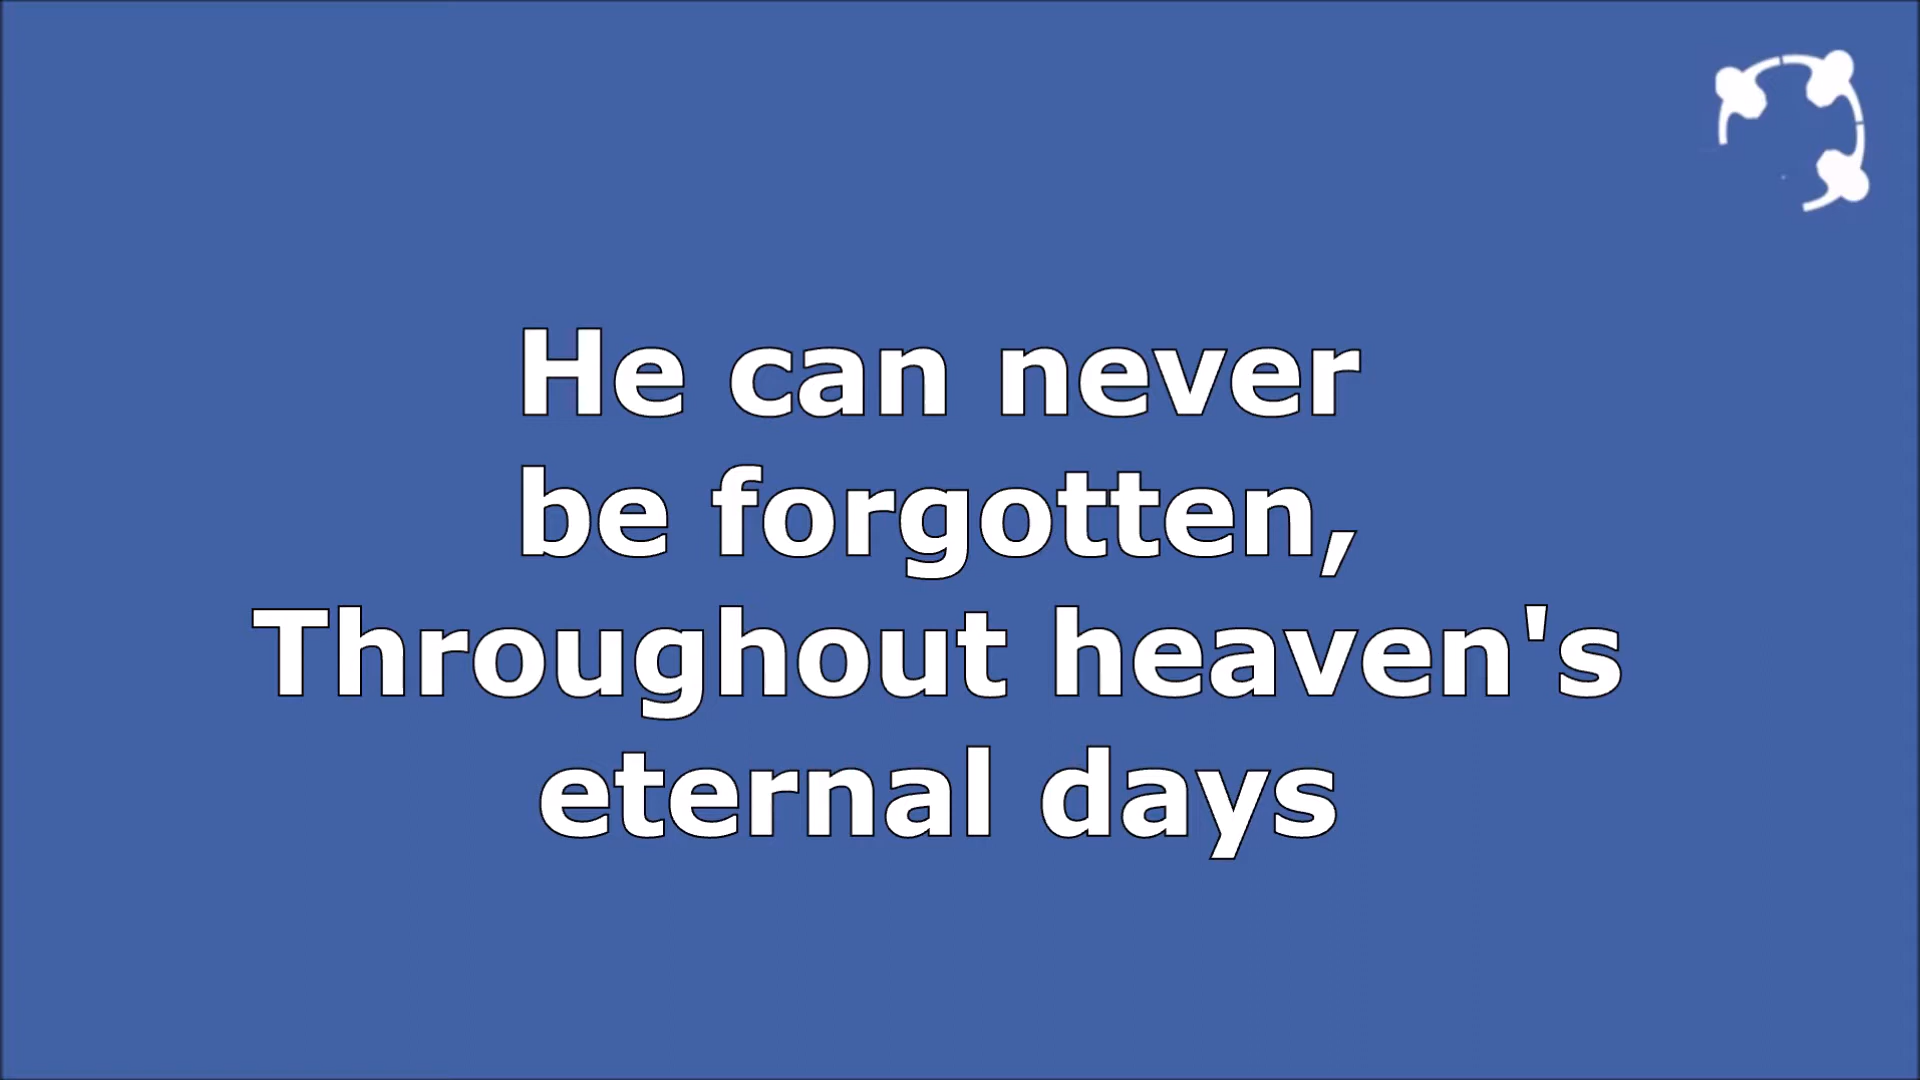 He can never
be forgotten,
Throughout heaven's
eternal days